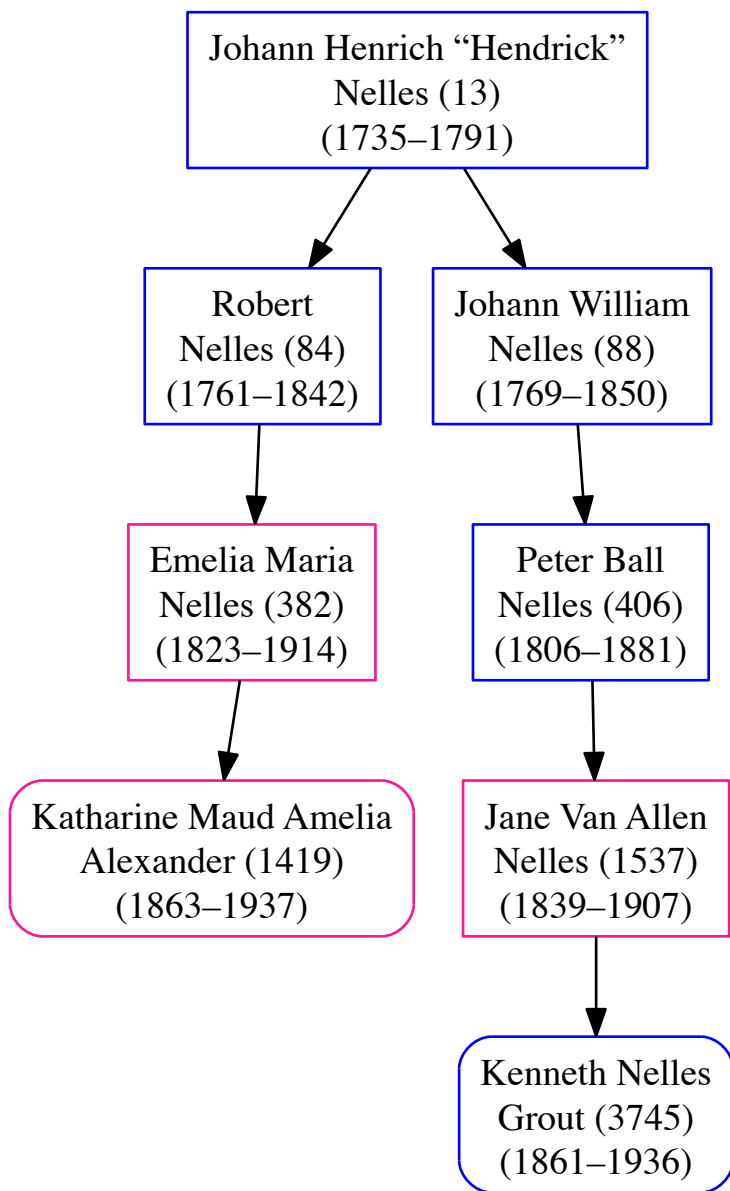 Johann Henrich “Hendrick”
Nelles (13)
(1735–1791)
Robert
Nelles (84)
(1761–1842)
Johann William
Nelles (88)
(1769–1850)
Emelia Maria
Nelles (382)
(1823–1914)
Peter Ball
Nelles (406)
(1806–1881)
Katharine Maud Amelia
Alexander (1419)
(1863–1937)
Jane Van Allen
Nelles (1537)
(1839–1907)
Kenneth Nelles
Grout (3745)
(1861–1936)